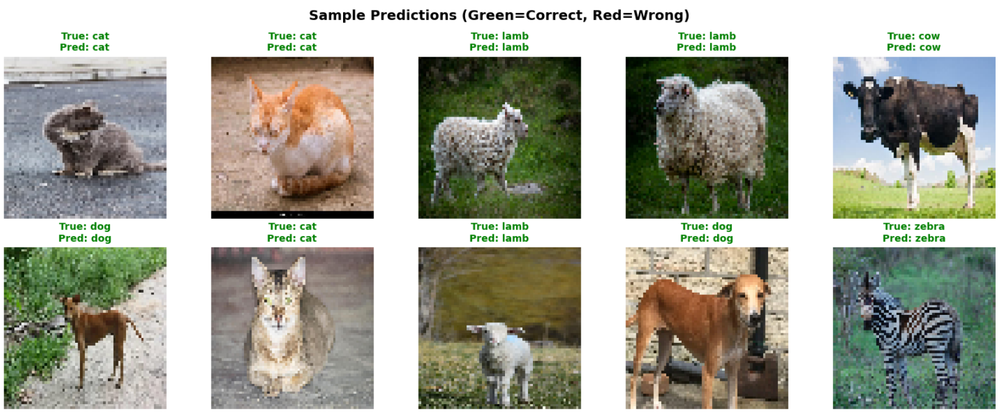 Sample Predictions (Green=Correct, Red=Wrong)
True: cat
Pred: cat
True: cat
Pred: cat
True: lamb
Pred: lamb
True: lamb
Pred: lamb
True: cow
Pred: cow
True: dog
Pred: dog
True: cat
Pred: cat
True: lamb
Pred: lamb
True: dog
Pred: dog
True: zebra
Pred: zebra